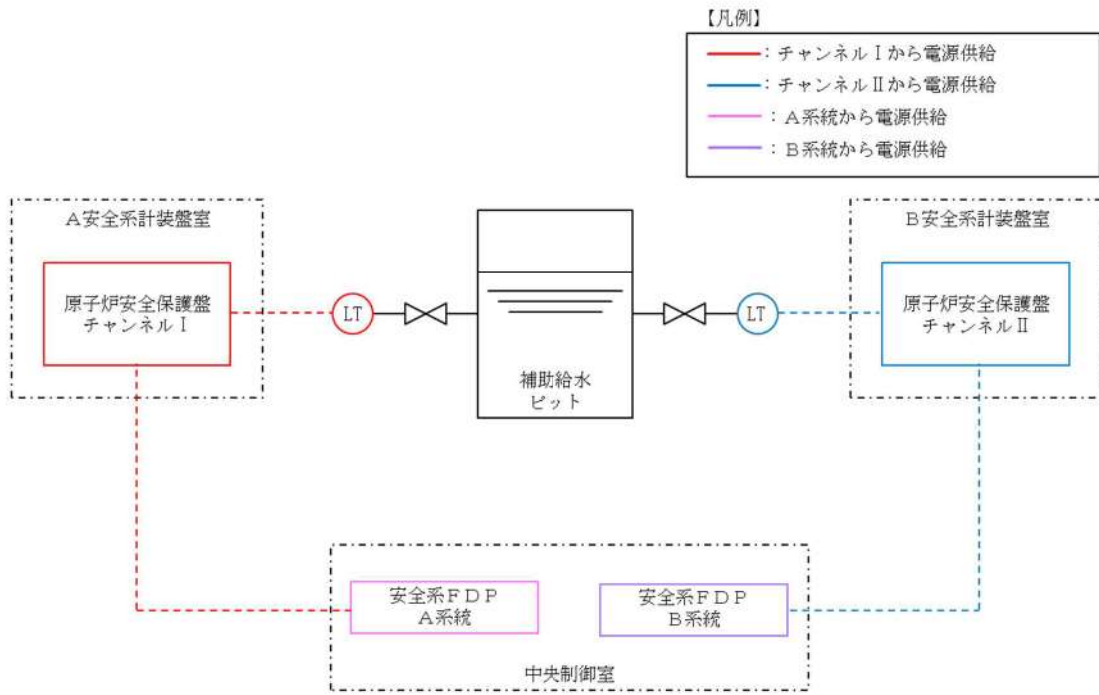 【凡例】
：チャンネルⅠから電源供給
：チャンネルⅡから電源供給
：Ａ系統から電源供給
：Ｂ系統から電源供給
Ａ安全系計装盤室
原子炉安全保護盤
チャンネルⅠ
LT
補助給水
ピット
LT
Ｂ安全系計装盤室
原子炉安全保護盤
チャンネルⅡ
安全系ＦＤＰ
Ａ系統
安全系ＦＤＰ
Ｂ系統
中央制御室